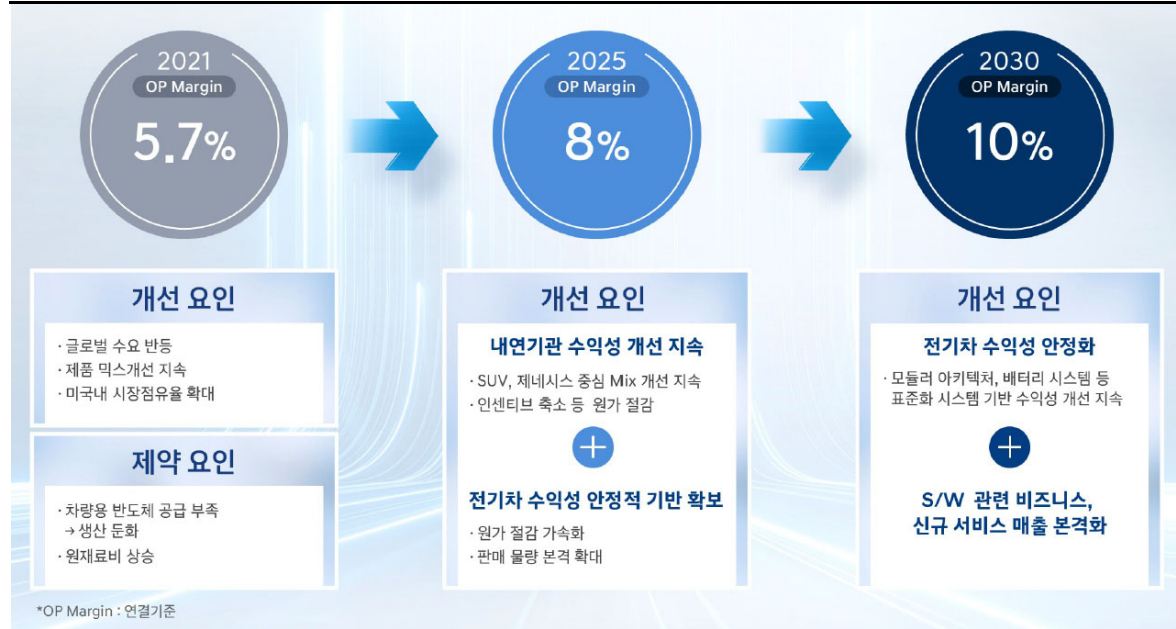 2021
OP Margin
5.7%
2025
OP Margin
8%
2030
OP Margin
10%
개선 요인
· 글로벌 수요 반등
· 제품 믹스개선 지속
· 미국내 시장점유율 확대
제약 요인
· 차량용 반도체 공급 부족
→ 생산 둔화
· 원재료비 상승
개선 요인
내연기관 수익성 개선 지속
· SUV, 제네시스 중심 Mix 개선 지속
· 인센티브 축소 등 원가 절감
+
전기차 수익성 안정적 기반 확보
· 원가 절감 가속화
· 판매 물량 본격 확대
개선 요인
전기차 수익성 안정화
· 모듈러 아키텍처, 배터리 시스템 등
표준화 시스템 기반 수익성 개선 지속
+
S/W 관련 비즈니스,
신규 서비스 매출 본격화
*OP Margin : 연결기준